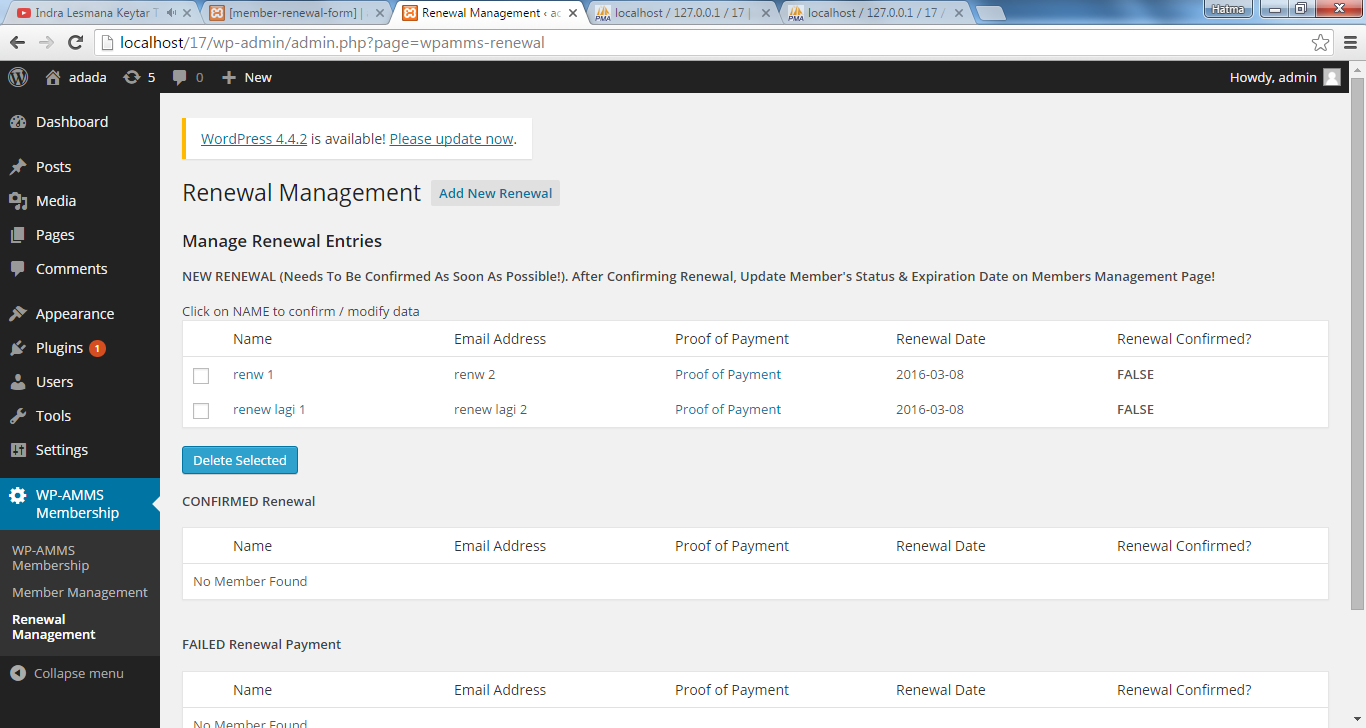 Hatma
Indra Lesmana Keytar T
[member-renewal-form] |
Renewal Management ‹ ac
localhost / 127.0.0.1 / 17 |
localhost / 127.0.0.1 / 17 /
localhost/17/wp-admin/admin.php?page=wpamms-renewal
adada 5 0 New Howdy, admin
Dashboard
Posts
Media
Pages
Comments
Appearance
Plugins 1
Users
Tools
Settings
WP-AMMS
Membership
WP-AMMS
Membership
Member Management
Renewal
Management
Collapse menu
WordPress 4.4.2 is available! Please update now.
Renewal Management Add New Renewal
Manage Renewal Entries
NEW RENEWAL (Needs To Be Confirmed As Soon As Possible!). After Confirming Renewal, Update Member's Status & Expiration Date on Members Management Page!
Click on NAME to confirm / modify data
Name Email Address Proof of Payment Renewal Date Renewal Confirmed?
renw 1 renw 2 Proof of Payment 2016-03-08 FALSE
renew lagi 1 renew lagi 2 Proof of Payment 2016-03-08 FALSE
Delete Selected
CONFIRMED Renewal
Name Email Address Proof of Payment Renewal Date Renewal Confirmed?
No Member Found
FAILED Renewal Payment
Name Email Address Proof of Payment Renewal Date Renewal Confirmed?
No Member Found